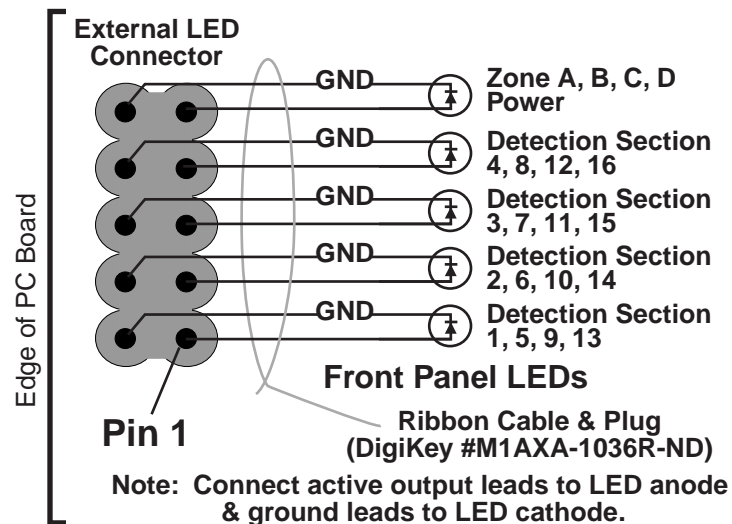 External LED
Connector
GND
Zone A, B, C, D
Power
GND
Detection Section
4, 8, 12, 16
GND
Detection Section
3, 7, 11, 15
GND
Detection Section
2, 6, 10, 14
GND
Detection Section
1, 5, 9, 13
Edge of PC Board
Front Panel LEDs
Pin 1
Ribbon Cable & Plug
(DigiKey #M1AXA-1036R-ND)
Note: Connect active output leads to LED anode
& ground leads to LED cathode.